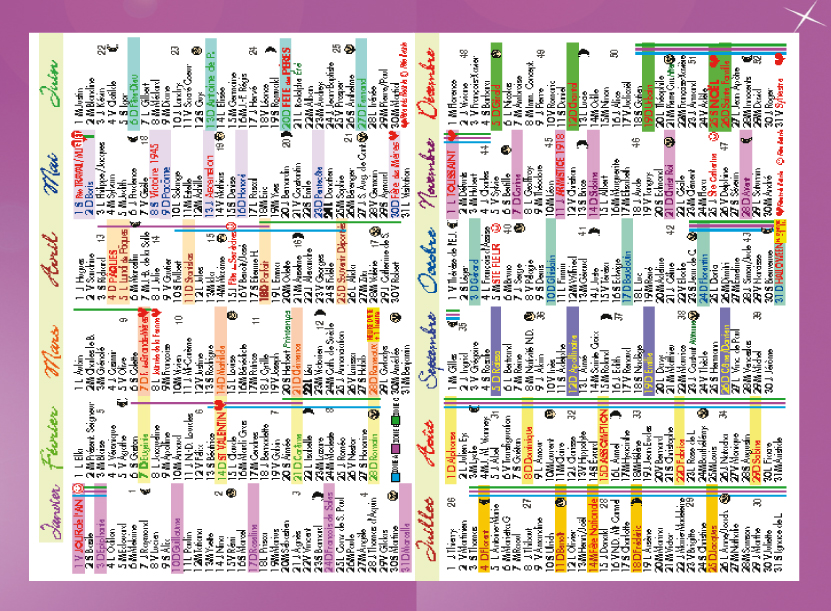 Janvier
1 V JOUR de l'AN
2 S Basile
3 D Epiphanie
4 L Odilon
5 M Edouard
6 M Mélaine
7 J Raymond
8 V Lucien
9 S Alix
10 D Guillaume
11 L Paulin
12 M Tatiana
13 M Yvette
14 J Nina
15 V Rémi
16 S Marcel
17 D Roseline
18 L Prisca
19 M Marius
20 M Sébastien
21 J Agnès
22 V Vincent
23 S Barnard
24 D François de Sales
25 L Conv. de S. Paul
26 M Paule
27 M Angèle
28 J Thomas d'Aquin
29 V Gildas
30 S Martine
31 D Marcelle
Février
1 L Ella
2 M Présent. Seigneur
3 M Blaise
4 J Véronique
5 V Agathe
6 S Gaston
7 D Eugénie
8 L Jacqueline
9 M Apolline
10 M Arnaud
11 J N-D. Lourdes
12 V Félix
13 S Béatrice
14 D ST VALENTIN
15 L Claude
16 M Mardi Gras
17 M Cendres
18 J Bernadette
19 V Gabin
20 S Aimée
21 D Carême
22 L Isabelle
23 M Lazare
24 M Modeste
25 J Roméo
26 V Nestor
27 S Honorine
28 D Romain
ZONE A
ZONE B
ZONE C
Mars
1 L Aubin
2 M Charles le B.
3 M Guénolé
4 J Casimir
5 V Olive
6 S Colette
7 D Fête des Grands-Mères
8 L Jean de Dieu
9 M Françoise
10 M Vivien
11 J Rosine
12 V Justine
13 S Rodrigue
14 D Mathilde
15 L Louise
16 M Bénédicte
17 M Patrice
18 J Cyrille
19 V Joseph
20 S Herbert Printemps
21 D Clémence
22 L Léa
23 M Victorien
24 M Cath. de Suède
25 J Annonciation
26 V Larissa
27 S Habib
28 D Rameaux
29 L Gwladys
30 M Amédée
31 M Benjamin
Avril
1 J Hugues
2 V Sandrine
3 S Richard
4 D PÂQUES
5 L Lundi de Pâques
6 M Marcellin
7 M J.-B. de la Salle
8 J Julie
9 V Gautier
10 S Fulbert
11 D Stanislas
12 L Jules
13 M Ida
14 M Maxime
15 J Paterne
16 V Benoît/José
17 S Etienne H.
18 D Parfait
19 L Emma
20 M Odette
21 M Anselme
22 J Alexandre
23 V Georges
24 S Fidèle
25 D Souvenir Déportés
26 L Alida
27 M Zita
28 M Valérie
29 J Catherine de S.
30 V Robert
Mai
1 S Fête TRAVAIL/Muguet
2 D Boris
3 L Philippe/Jacques
4 M Sylvain
5 M Judith
6 J Prudence
7 V Gisèle
8 S Victoire 1945
9 D Pacôme
10 L Solange
11 M Estelle
12 M Achille
13 J Ascension
14 V Matthias
15 S Denise
16 D Honoré
17 L Pascal
18 M Eric
19 M Yves
20 J Bernardin
21 V Constantin
22 S Emile
23 D Pentecôte
24 L Donatien
25 M Sophie
26 M Bérenger
27 J S. Aug. de Cant.
28 V Germain
29 S Aymard
30 D Fête des Mères
31 L Visitation
Juin
1 M Justin
2 M Blandine
3 J Kévin
4 V Clotilde
5 S Igor
6 D Fête-Dieu
7 L Gilbert
8 M Médard
9 M Diane
10 J Landry
11 V Sacré-Coeur
12 S Guy
13 D Antoine de P.
14 L Elisée
15 M Germaine
16 M J.-F. Régis
17 J Hervé
18 V Léonce
19 S Romuald
20 D FÊTE des PÈRES
21 L Rodolphe Été
22 M Alban
23 M Audrey
24 J Jean-Baptiste
25 V Prosper
26 S Anthelme
27 D Fernand
28 L Irénée
29 M Pierre/Paul
30 M Martial
Juillet
1 J Thierry
2 V Martinien
3 S Thomas
4 D Florent
5 L Antoine-Marie
6 M Mariette G.
7 M Raoul
8 J Thibaut
9 V Amandine
10 S Ulrich
11 D Benoît
12 L Olivier
13 M Henri/Joël
14 M Fête Nationale
15 J Donald
16 V N.D. Mt-Carmel
17 S Charlotte
18 D Frédéric
19 L Arsène
20 M Marina
21 M Victor
22 J Marie-Madeleine
23 V Brigitte
24 S Christine
25 D Jacques
26 L Anne/Joach.
27 M Nathalie
28 M Samson
29 J Marthe
30 V Juliette
31 S Ignace de L.
Août
1 D Alphonse
2 L Julien Ey.
3 M Lydie
4 M J.-M. Vianney
5 J Abel
6 V Transfiguration
7 S Gaétan
8 D Dominique
9 L Amour
10 M Laurent
11 M Claire
12 J Clarisse
13 V Hippolyte
14 S Evrard
15 D ASSOMPTION
16 L Armel
17 M Hyacinthe
18 M Hélène
19 J Jean Eudes
20 V Bernard
21 S Christophe
22 D Fabrice
23 L Rose de L.
24 M Barthélémy
25 M Louis
26 J Natacha
27 V Monique
28 S Augustin
29 D Sabine
30 L Fiacre
31 M Aristide
Septembre
1 M Gilles
2 J Ingrid
3 V Grégoire
4 S Rosalie
5 D Raïssa
6 L Bertrand
7 M Reine
8 M Nativité N.D.
9 J Alain
10 V Inès
11 S Adelphe
12 D Apollinaire
13 L Aimé
14 M Sainte Croix
15 M Roland
16 J Edith
17 V Renaud
18 S Nadège
19 D Emilie
20 L Davy
21 M Matthieu
22 M Maurice
23 J Constant Automne
24 V Thècle
25 S Hermann
26 D Côme/Damien
27 L Vinc. de Paul
28 M Venceslas
29 M Michel
30 J Jérôme
Octobre
1 V Thérèse de l'E.J.
2 S Léger
3 D Gérard
4 L François d'Assise
5 M STE FLEUR
6 M Bruno
7 J Serge
8 V Pélagie
9 S Denis
10 D Ghislain
11 L Firmin
12 M Wilfried
13 M Géraud
14 J Juste
15 V Thérèse d'A.
16 S Edwige
17 D Baudouin
18 L Luc
19 M René
20 M Adeline
21 J Céline
22 V Elodie
23 S Jean de C.
24 D Florentin
25 L Doria
26 M Dimitri
27 M Emeline
28 J Simon/Jude
29 V Narcisse
30 S Bienvenue
31 D HALLOWEEN
Novembre
1 L TOUSSAINT
2 M Défunts
3 M Hubert
4 J Charles
5 V Sylvie
6 S Bertille
7 D Carine
8 L Geoffroy
9 M Théodore
10 M Léon
11 J ARMISTICE 1918
12 V Christian
13 S Brice
14 D Sidoine
15 L Albert
16 M Marguerite
17 M Elisabeth
18 J Aude
19 V Tanguy
20 S Edmond
21 D Christ Roi
22 L Cécile
23 M Clément
24 M Flora
25 J Ste Catherine
26 V Delphine
27 S Séverin
28 D Avent
29 L Saturnin
30 M André
Décembre
1 M Florence
2 J Viviane
3 V François-Xavier
4 S Barbara
5 D Gérald
6 L Nicolas
7 M Ambroise
8 M Imm. Concept.
9 J Pierre
10 V Romaric
11 S Daniel
12 D Chantal
13 L Lucie
14 M Odile
15 M Ninon
16 J Alice
17 V Judicaël
18 S Gatien
19 D Urbain
20 L Théophile
21 M Pierre Canisius
22 M Françoise-Xavière
23 J Armand
24 V Adèle
25 S NOËL
26 D Sainte Famille
27 L Jean Apôtre
28 M Innocents
29 M David
30 J Roger
31 V Sylvestre